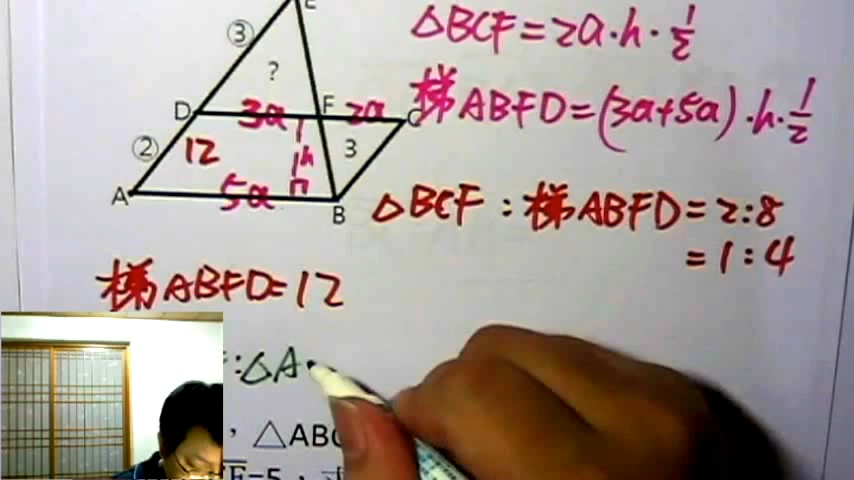 E
③
?
D 3a F 2a C
② 12 h 3
A 5a B
△BCF=2a·h·1/2
梯ABFD=(3a+5a)·h·1/2
△BCF:梯ABFD=2:8
=1:4
梯ABFD=12
:△A
,△ABC
=5,